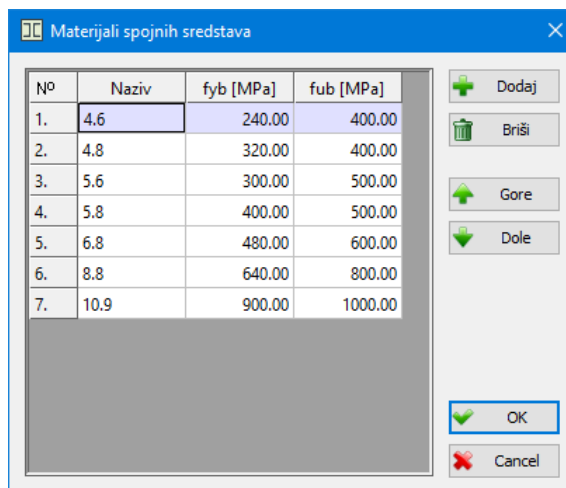 Materijali spojnih sredstava
Nº Naziv fyb [MPa] fub [MPa]
1. 4.6 240.00 400.00
2. 4.8 320.00 400.00
3. 5.6 300.00 500.00
4. 5.8 400.00 500.00
5. 6.8 480.00 600.00
6. 8.8 640.00 800.00
7. 10.9 900.00 1000.00
Dodaj
Briši
Gore
Dole
OK
Cancel